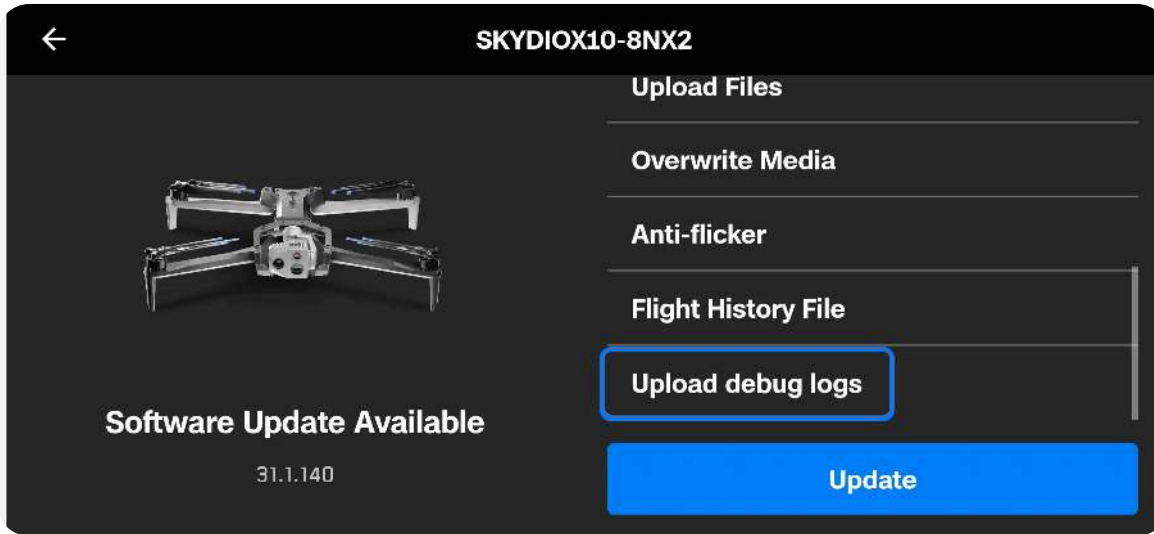 SKYDIOX10-8NX2
Upload Files
Overwrite Media
Anti-flicker
Flight History File
Upload debug logs
Software Update Available
31.1.140
Update